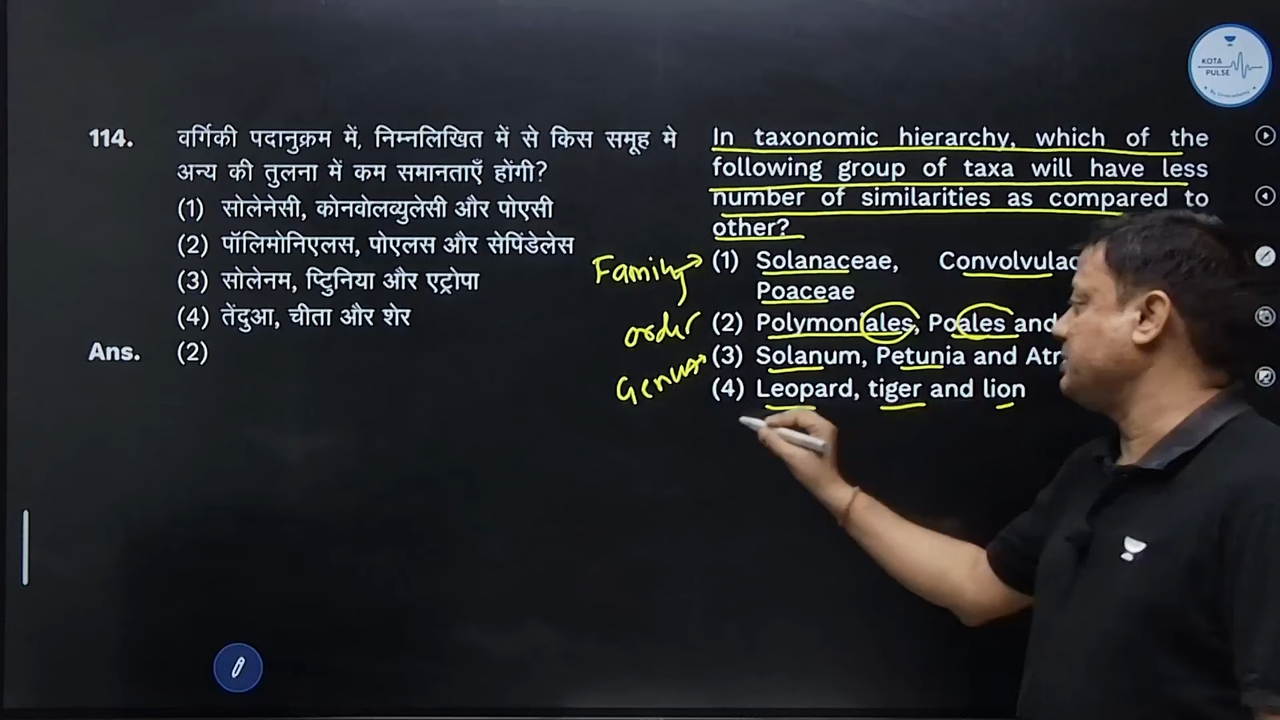 KOTA
PULSE
114.
वर्गिकी पदानुक्रम में, निम्नलिखित में से किस समूह मे
अन्य की तुलना में कम समानताएँ होंगी?
(1) सोलेनेसी, कोनवोलव्युलेसी और पोएसी
(2) पॉलिमोनिएलस, पोएलस और सेपिंडेलेस
(3) सोलेनम, प्टिुनिया और एट्रोपा
(4) तेंदुआ, चीता और शेर
Ans. (2)
In taxonomic hierarchy, which of the
following group of taxa will have less
number of similarities as compared to
other?
Family
(1) Solanaceae,
Poaceae
order
(2) Polymoniales, Poales and
Genus
(3) Solanum, Petunia and
(4) Leopard, tiger and lion